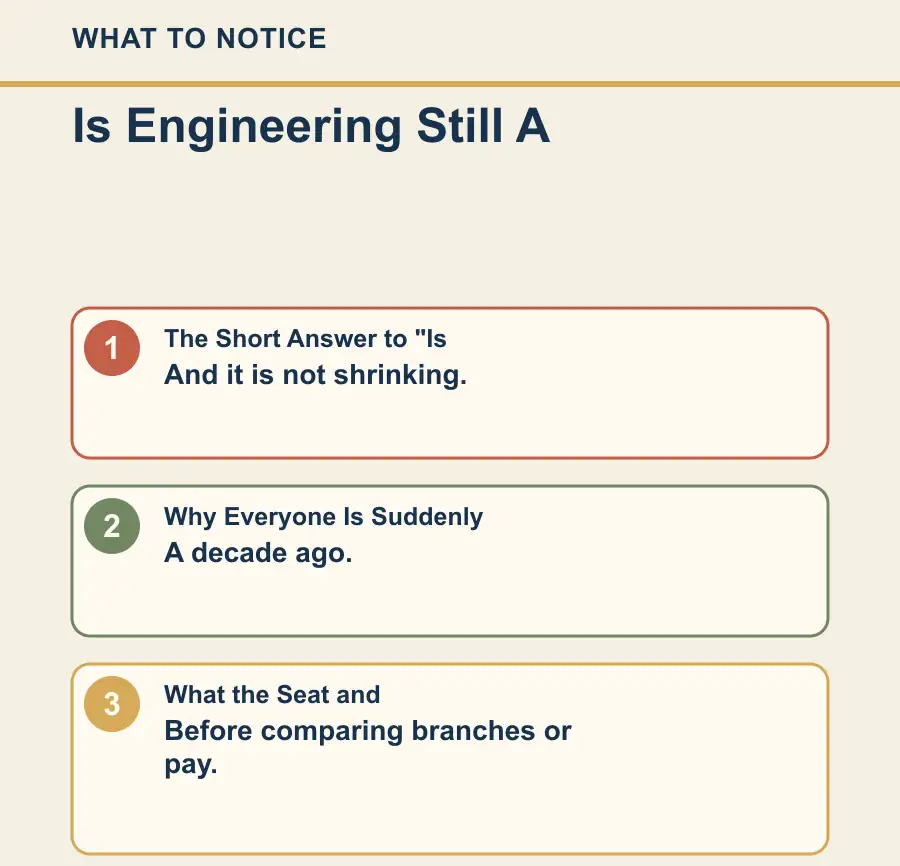 WHAT TO NOTICE
Is Engineering Still A
1
The Short Answer to "Is
And it is not shrinking.
2
Why Everyone Is Suddenly
A decade ago.
3
What the Seat and
Before comparing branches or
pay.